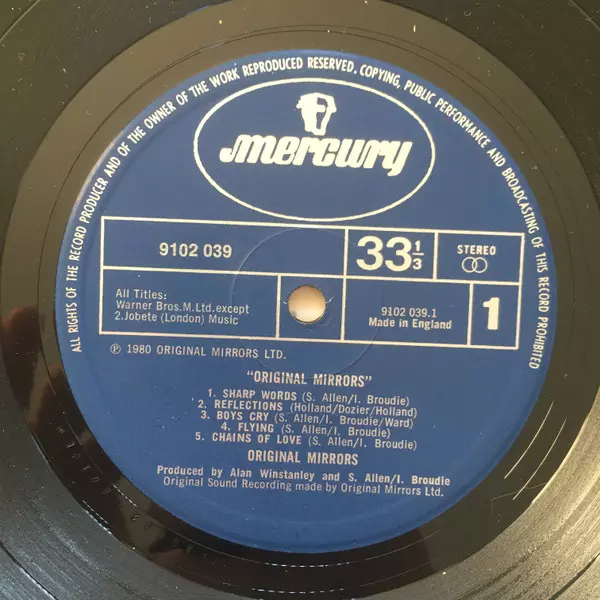 ALL RIGHTS OF THE RECORD PRODUCER AND OF THE OWNER OF THE WORK REPRODUCED RESERVED. COPYING, PUBLIC PERFORMANCE AND BROADCASTING OF THIS RECORD PROHIBITED
mercury
9102 039
33 1/3
STEREO
All Titles:
Warner Bros.M.Ltd.except
2.Jobete (London) Music
9102 039.1
Made in England
1
℗ 1980 ORIGINAL MIRRORS LTD.
"ORIGINAL MIRRORS"
1. SHARP WORDS (S. Allen/I. Broudie)
2. REFLECTIONS (Holland/Dozier/Holland)
3. BOYS CRY (S. Allen/I. Broudie/Ward)
4. FLYING (S. Allen/I. Broudie)
5. CHAINS OF LOVE (S. Allen/I. Broudie)
ORIGINAL MIRRORS
Produced by Alan Winstanley and S. Allen/I. Broudie
Original Sound Recording made by Original Mirrors Ltd.